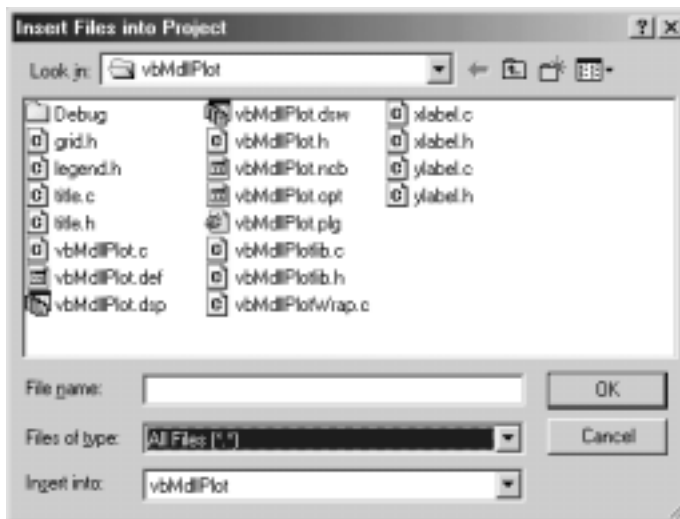 Insert Files into Project
Look in: vbMdlPlot
Debug
grid.h
legend.h
title.c
title.h
vbMdlPlot.c
vbMdlPlot.def
vbMdlPlot.dsp
vbMdlPlot.dsw
vbMdlPlot.h
vbMdlPlot.ncb
vbMdlPlot.opt
vbMdlPlot.plg
vbMdlPlotlib.c
vbMdlPlotlib.h
vbMdlPlotWrap.c
xlabel.c
xlabel.h
ylabel.c
ylabel.h
File name:
OK
Files of type: All Files (*.*)
Cancel
Insert into: vbMdlPlot